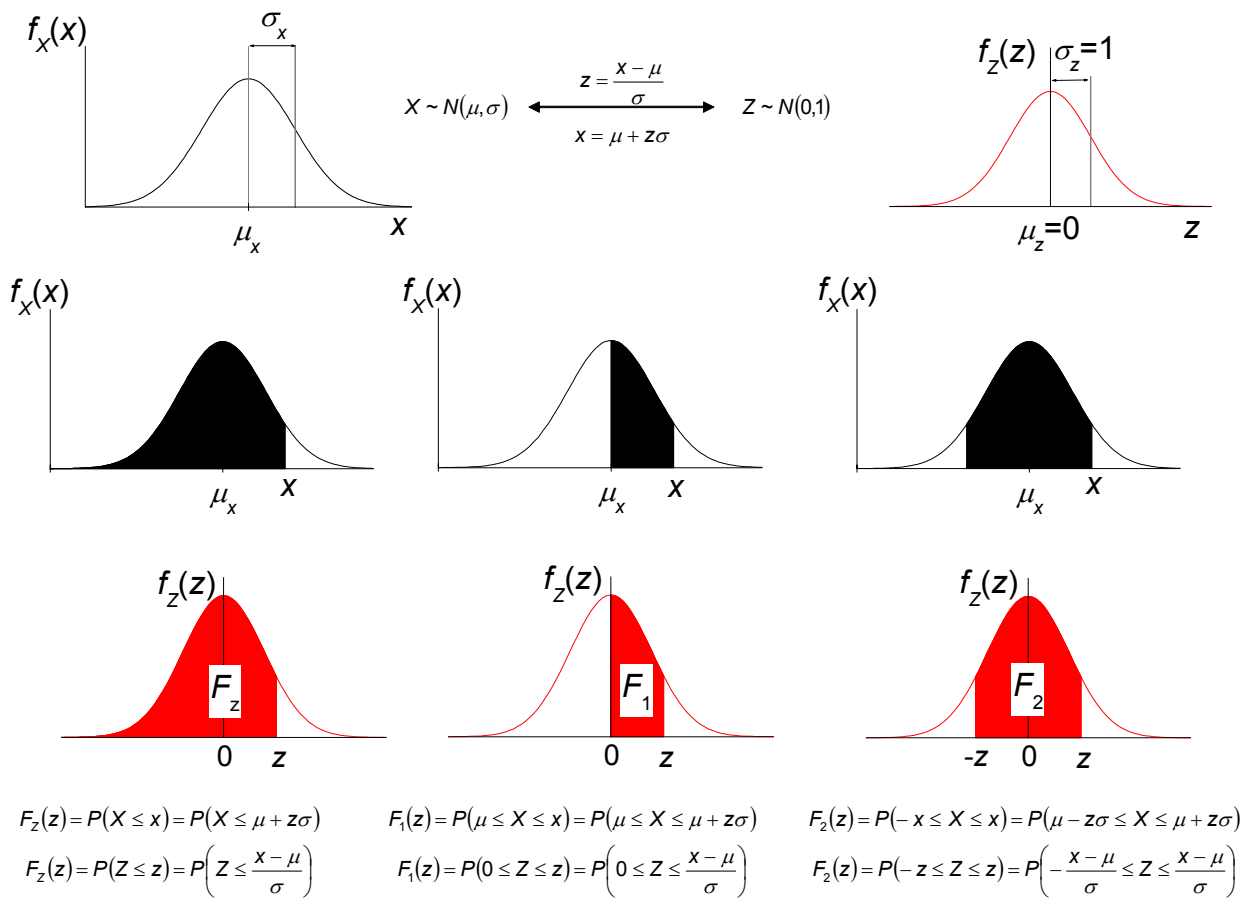 f_X(x) σ_x
μ_x x
z = (x − μ)/σ
X ~ N(μ,σ) Z ~ N(0,1)
x = μ + zσ
f_Z(z) σ_z=1
μ_z=0 z
f_X(x) f_X(x) f_X(x)
μ_x x μ_x x μ_x x
f_Z(z) f_Z(z) f_Z(z)
F_z F_1 F_2
0 z 0 z -z 0 z
F_Z(z) = P(X ≤ x) = P(X ≤ μ + zσ)
F_Z(z) = P(Z ≤ z) = P(Z ≤ (x − μ)/σ)
F_1(z) = P(μ ≤ X ≤ x) = P(μ ≤ X ≤ μ + zσ)
F_1(z) = P(0 ≤ Z ≤ z) = P(0 ≤ Z ≤ (x − μ)/σ)
F_2(z) = P(−x ≤ X ≤ x) = P(μ − zσ ≤ X ≤ μ + zσ)
F_2(z) = P(−z ≤ Z ≤ z) = P(−(x − μ)/σ ≤ Z ≤ (x − μ)/σ)